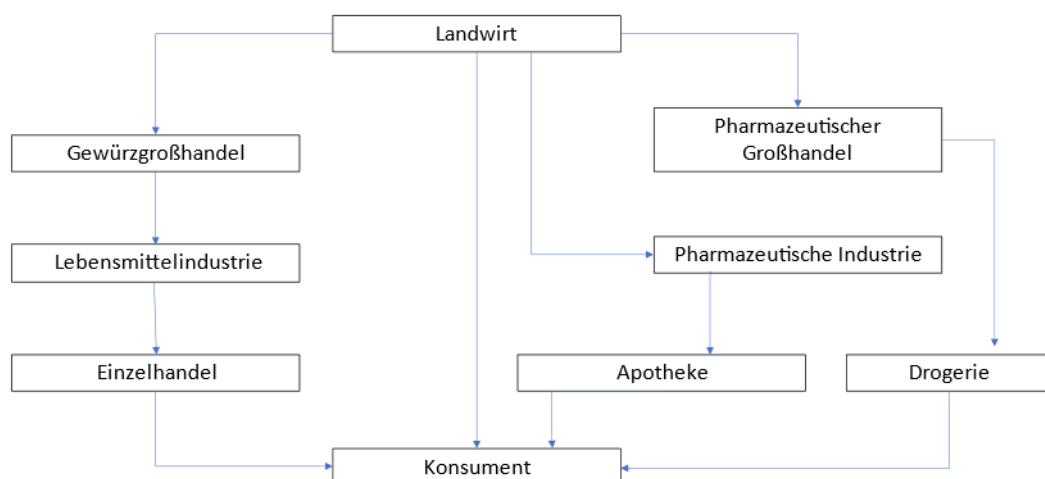 Landwirt
Gewürzgroßhandel
Pharmazeutischer
Großhandel
Lebensmittelindustrie
Pharmazeutische Industrie
Einzelhandel
Apotheke
Drogerie
Konsument